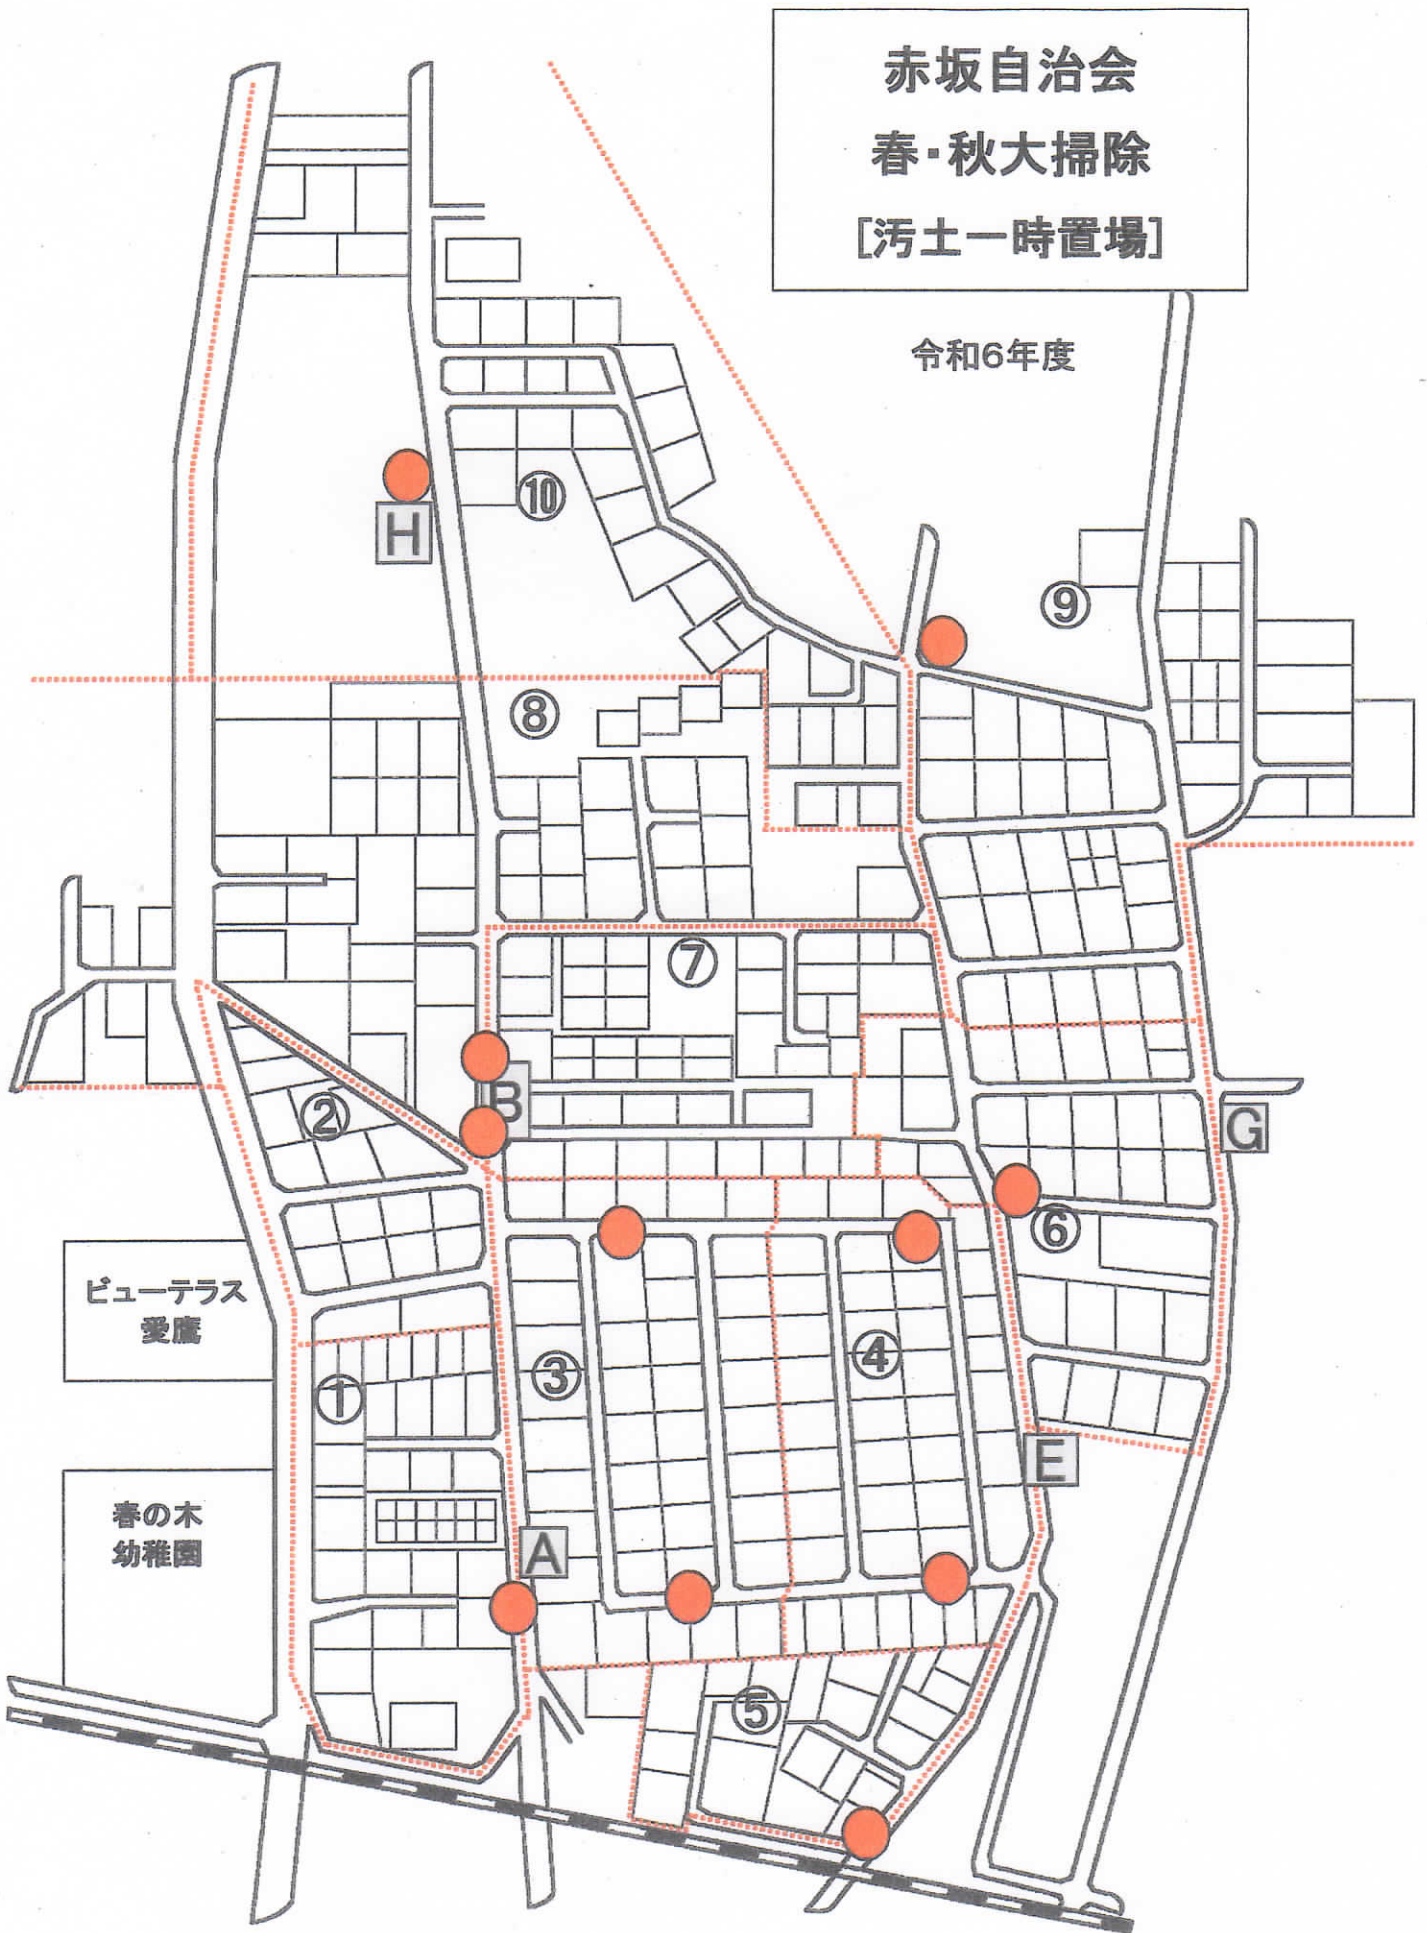 赤坂自治会
春・秋大掃除
[汚土一時置場]
令和6年度
⑩
H
⑨
⑧
⑦
B
②
G
⑥
ビューテラス
愛鷹
④
③
①
E
春の木
幼稚園
A
⑤